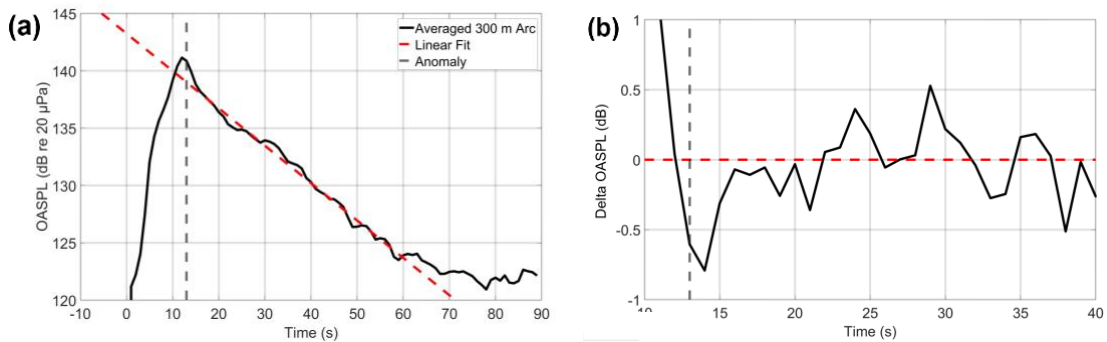 (a)
145
140
135
130
125
120
OASPL (dB re 20 µPa)
Averaged 300 m Arc
Linear Fit
Anomaly
-10 0 10 20 30 40 50 60 70 80 90
Time (s)
(b)
1
0.5
0
-0.5
-1
Delta OASPL (dB)
15 20 25 30 35 40
Time (s)